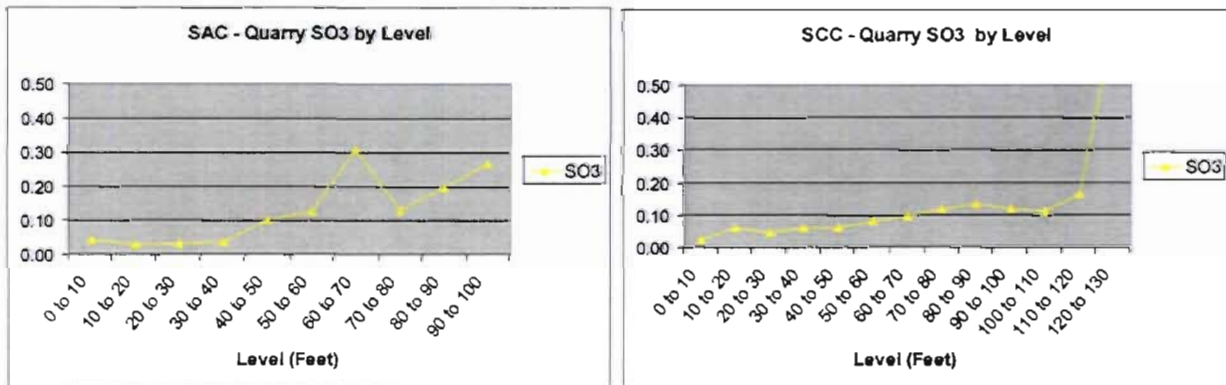 SAC - Quarry SO3 by Level
0.50
0.40
0.30
0.20
0.10
0.00
0 to 10
10 to 20
20 to 30
30 to 40
40 to 50
50 to 60
60 to 70
70 to 80
80 to 90
90 to 100
Level (Feet)
SO3
SCC - Quarry SO3 by Level
0.50
0.40
0.30
0.20
0.10
0.00
0 to 10
10 to 20
20 to 30
30 to 40
40 to 50
50 to 60
60 to 70
70 to 80
80 to 90
90 to 100
100 to 110
110 to 120
120 to 130
Level (Feet)
SO3